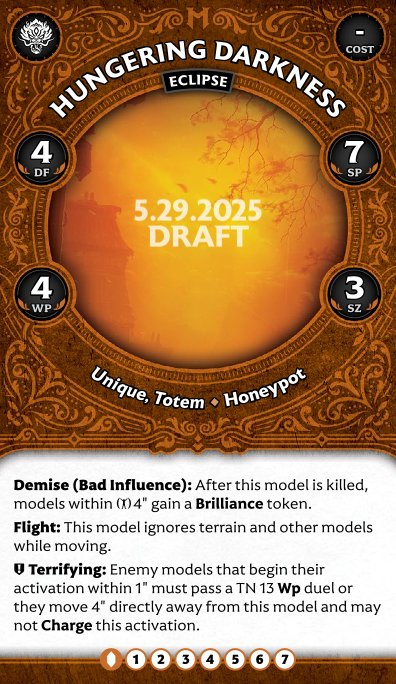 -
COST
HUNGERING DARKNESS
ECLIPSE
4
DF
7
SP
5.29.2025
DRAFT
4
WP
3
SZ
Unique, Totem ◆ Honeypot
Demise (Bad Influence): After this model is killed,
models within 4" gain a Brilliance token.
Flight: This model ignores terrain and other models
while moving.
Terrifying: Enemy models that begin their
activation within 1" must pass a TN 13 Wp duel or
they move 4" directly away from this model and may
not Charge this activation.
1 2 3 4 5 6 7